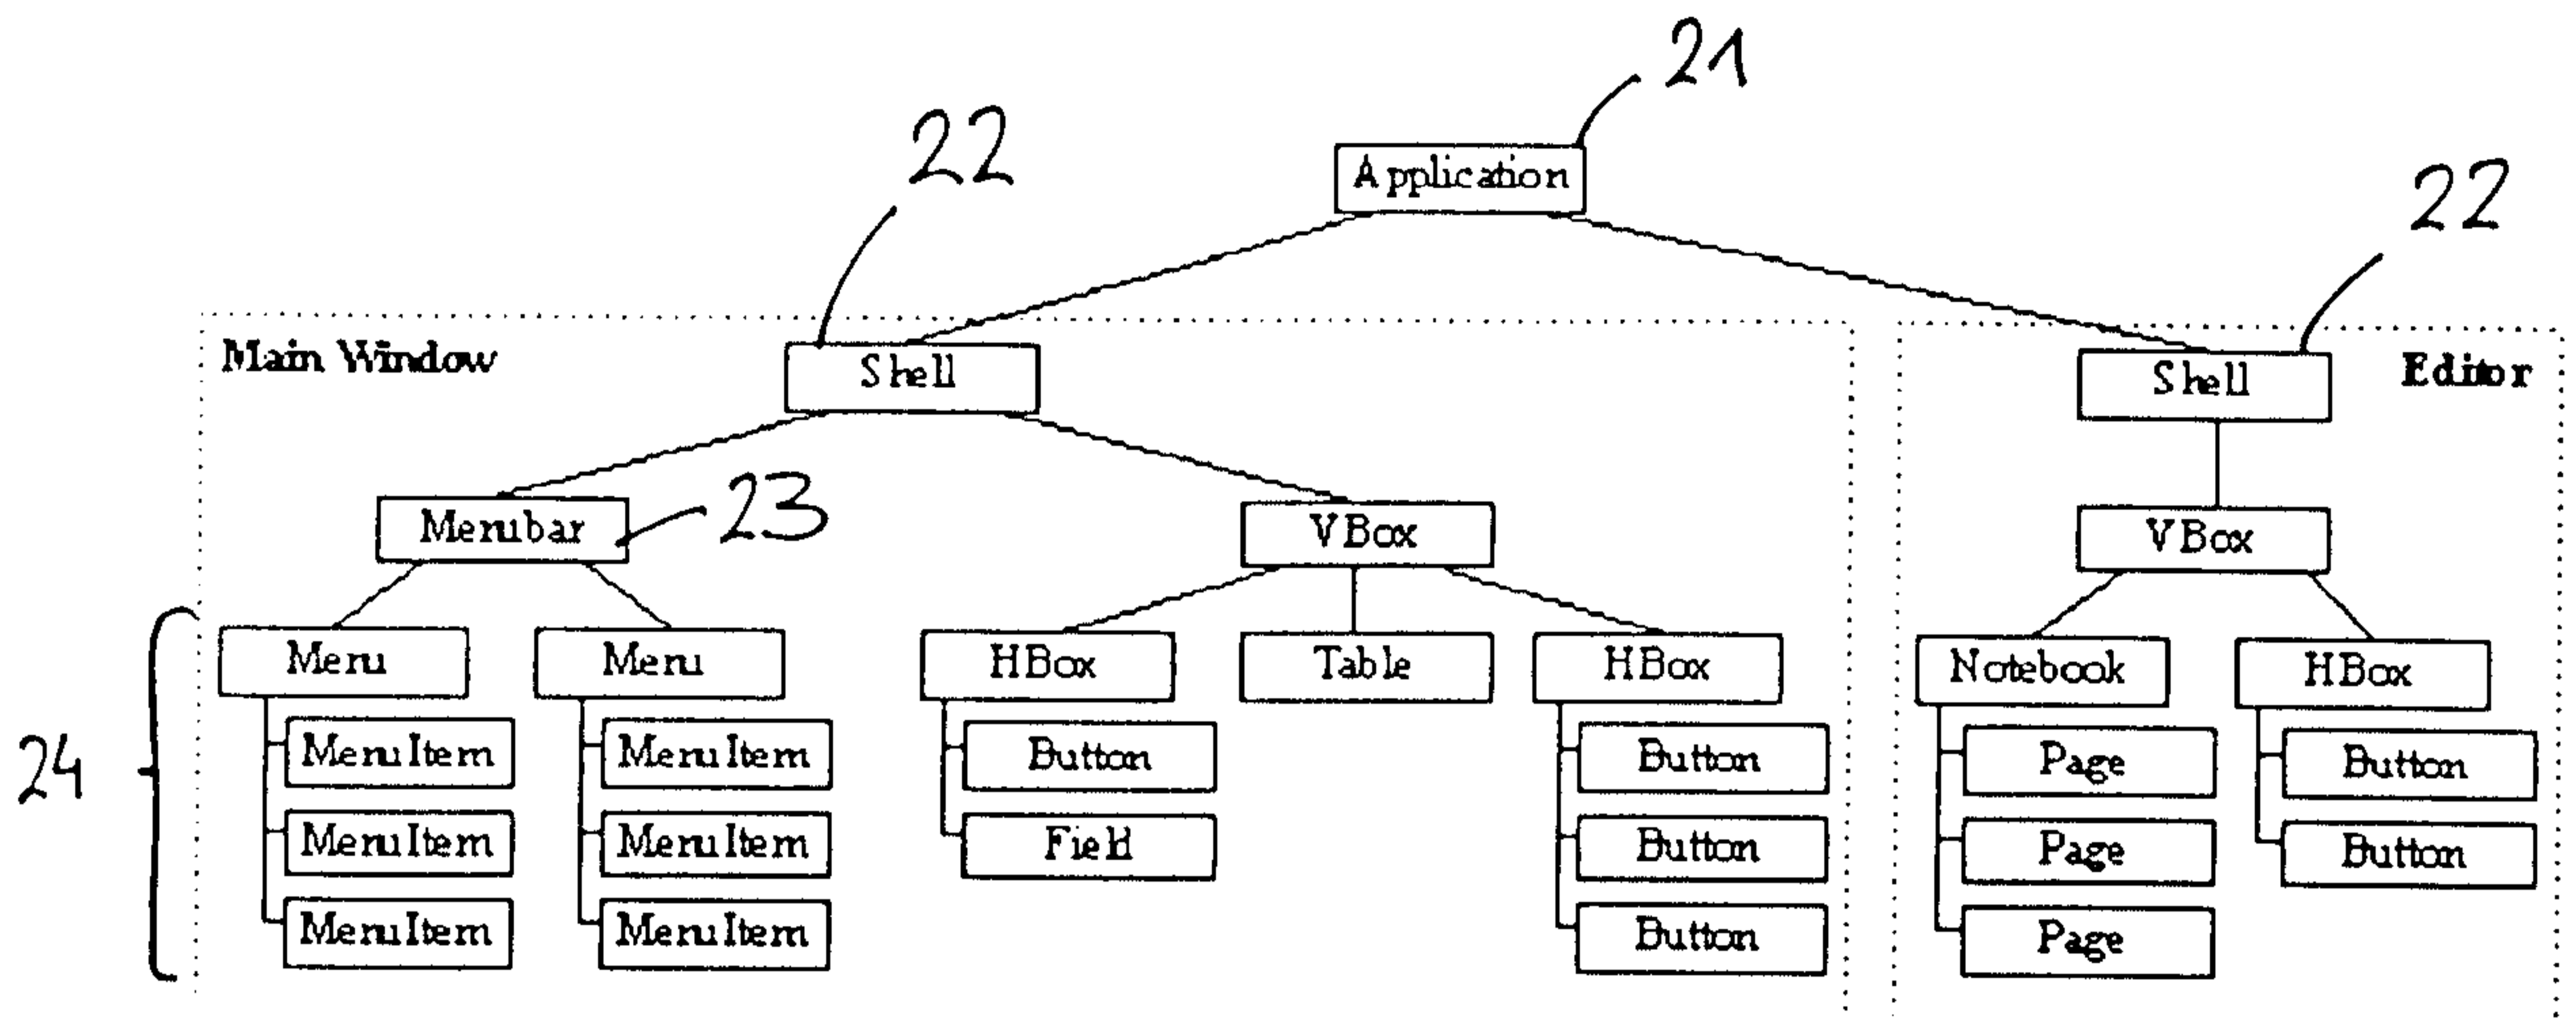 21
22
Application
22
Main Window
Shell
Shell
Editor
Menubar
23
VBox
VBox
Menu
Menu
HBox
Table
HBox
Notebook
HBox
24
MenuItem
MenuItem
Button
Button
Page
Button
MenuItem
MenuItem
Field
Button
Page
Button
MenuItem
MenuItem
Button
Page